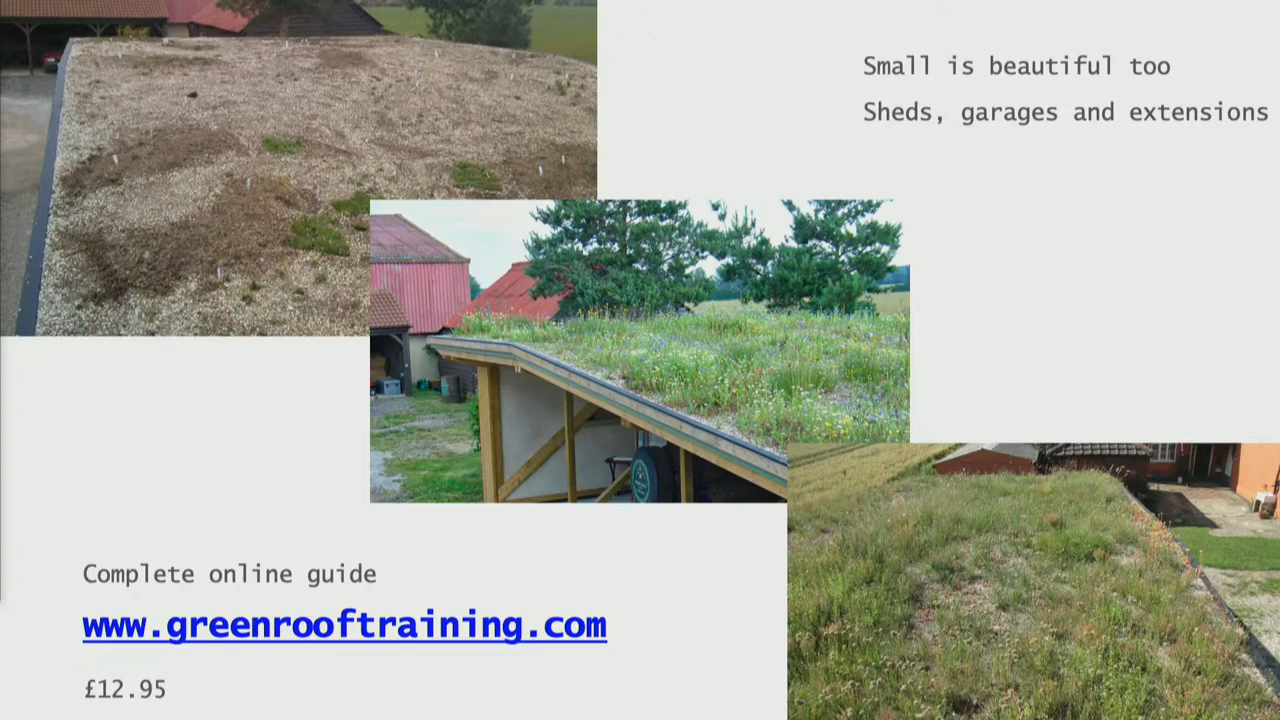 Small is beautiful too
Sheds, garages and extensions
Complete online guide
www.greenrooftraining.com
£12.95